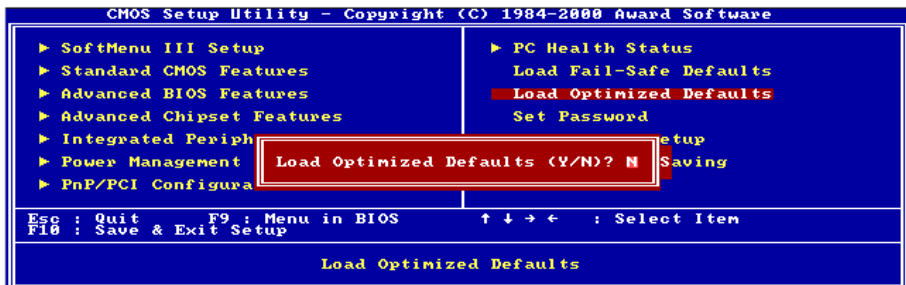 CMOS Setup Utility - Copyright (C) 1984-2000 Award Software
► SoftMenu III Setup
► Standard CMOS Features
► Advanced BIOS Features
► Advanced Chipset Features
► Integrated Periph
► Power Management
► PnP/PCI Configura
► PC Health Status
Load Fail-Safe Defaults
Load Optimized Defaults
Set Password
etup
Saving
Load Optimized Defaults (Y/N)? N
Esc : Quit F9 : Menu in BIOS ↑ ↓ → ← : Select Item
F10 : Save & Exit Setup
Load Optimized Defaults